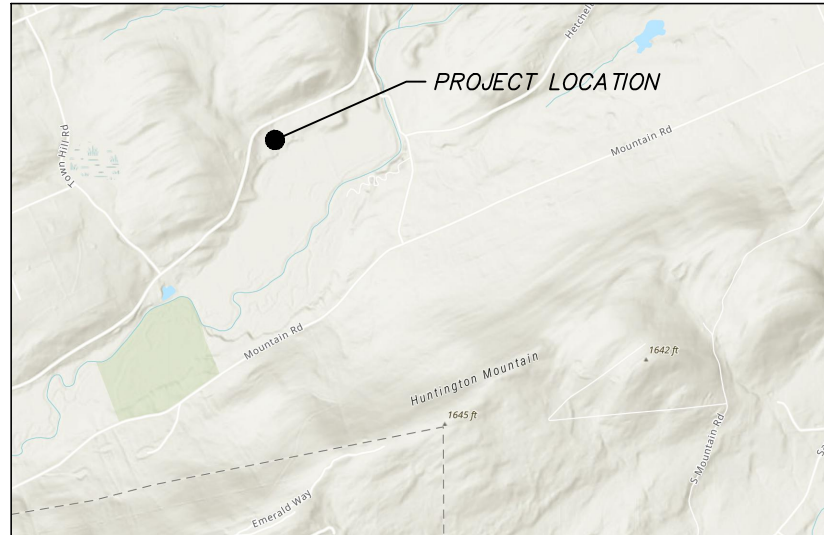 Hetchell
PROJECT LOCATION
Mountain Rd
Town Hill Rd
Mountain Rd
1642 ft
Huntington Mountain
1645 ft
S Mountain Rd
Emerald Way